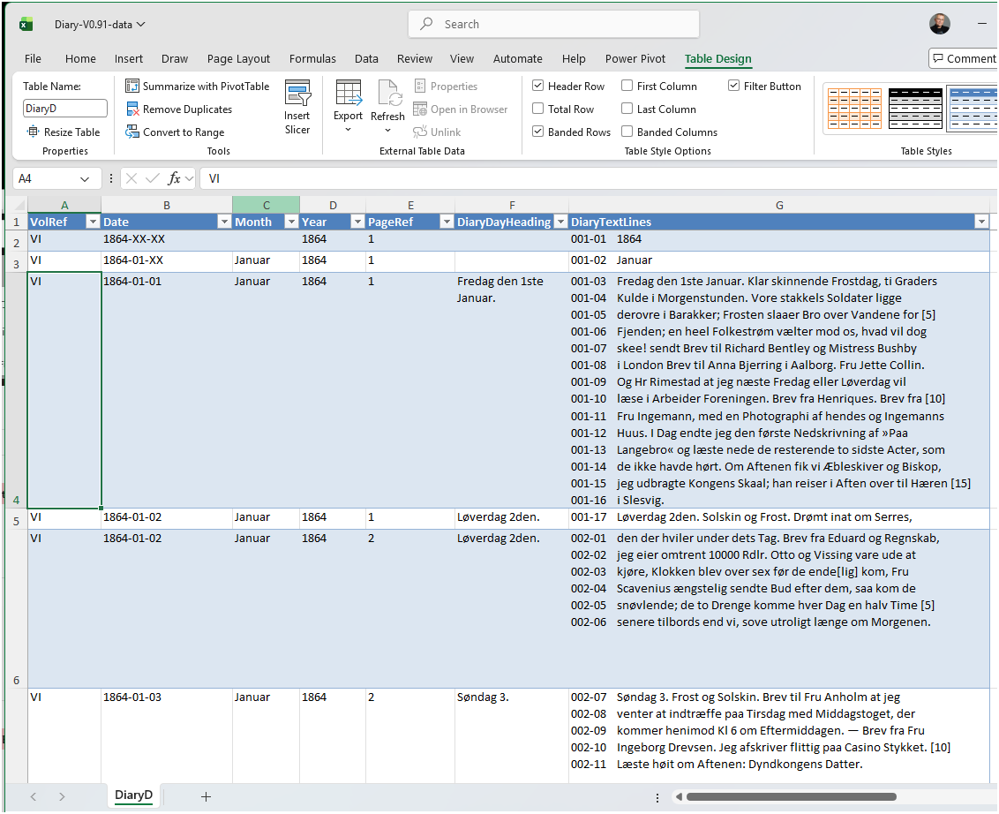 Diary-V0.91-data
Search
File Home Insert Draw Page Layout Formulas Data Review View Automate Help Power Pivot Table Design Comment
Table Name:
DiaryD
Resize Table
Properties
Summarize with PivotTable
Remove Duplicates
Convert to Range
Tools
Insert
Slicer
Export
Refresh
Properties
Open in Browser
Unlink
External Table Data
Header Row First Column Filter Button
Total Row Last Column
Banded Rows Banded Columns
Table Style Options
Table Styles
A4 fx VI
A B C D E F G
1 VolRef Date Month Year PageRef DiaryDayHeading DiaryTextLines
2 VI 1864-XX-XX 1864 1 001-01 1864
3 VI 1864-01-XX Januar 1864 1 001-02 Januar
4 VI 1864-01-01 Januar 1864 1 Fredag den 1ste 001-03 Fredag den 1ste Januar. Klar skinnende Frostdag, ti Graders
Januar. 001-04 Kulde i Morgenstunden. Vore stakkels Soldater ligge
001-05 derovre i Barakker; Frosten slaaer Bro over Vandene for [5]
001-06 Fjenden; en heel Folkestrøm vælter mod os, hvad vil dog
001-07 skee! sendt Brev til Richard Bentley og Mistress Bushby
001-08 i London Brev til Anna Bjerring i Aalborg. Fru Jette Collin.
001-09 Og Hr Rimestad at jeg næste Fredag eller Løverdag vil
001-10 læse i Arbeider Foreningen. Brev fra Henriques. Brev fra [10]
001-11 Fru Ingemann, med en Photographi af hendes og Ingemanns
001-12 Huus. I Dag endte jeg den første Nedskrivning af »Paa
001-13 Langebro« og læste nede de resterende to sidste Acter, som
001-14 de ikke havde hørt. Om Aftenen fik vi Æbleskiver og Biskop,
001-15 jeg udbragte Kongens Skaal; han reiser i Aften over til Hæren [15]
001-16 i Slesvig.
5 VI 1864-01-02 Januar 1864 1 Løverdag 2den. 001-17 Løverdag 2den. Solskin og Frost. Drømt inat om Serres,
6 VI 1864-01-02 Januar 1864 2 Løverdag 2den. 002-01 den der hviler under dets Tag. Brev fra Eduard og Regnskab,
002-02 jeg eier omtrent 10000 Rdlr. Otto og Vissing vare ude at
002-03 kjøre, Klokken blev over sex før de ende[lig] kom, Fru
002-04 Scavenius ængstelig sendte Bud efter dem, saa kom de
002-05 snøvlende; de to Drenge komme hver Dag en halv Time [5]
002-06 senere tilbords end vi, sove utroligt længe om Morgenen.
VI 1864-01-03 Januar 1864 2 Søndag 3. 002-07 Søndag 3. Frost og Solskin. Brev til Fru Anholm at jeg
002-08 venter at indtræffe paa Tirsdag med Middagstoget, der
002-09 kommer henimod Kl 6 om Eftermiddagen. — Brev fra Fru
002-10 Ingeborg Drevsen. Jeg afskriver flittig paa Casino Stykket. [10]
002-11 Læste høit om Aftenen: Dyndkongens Datter.
DiaryD